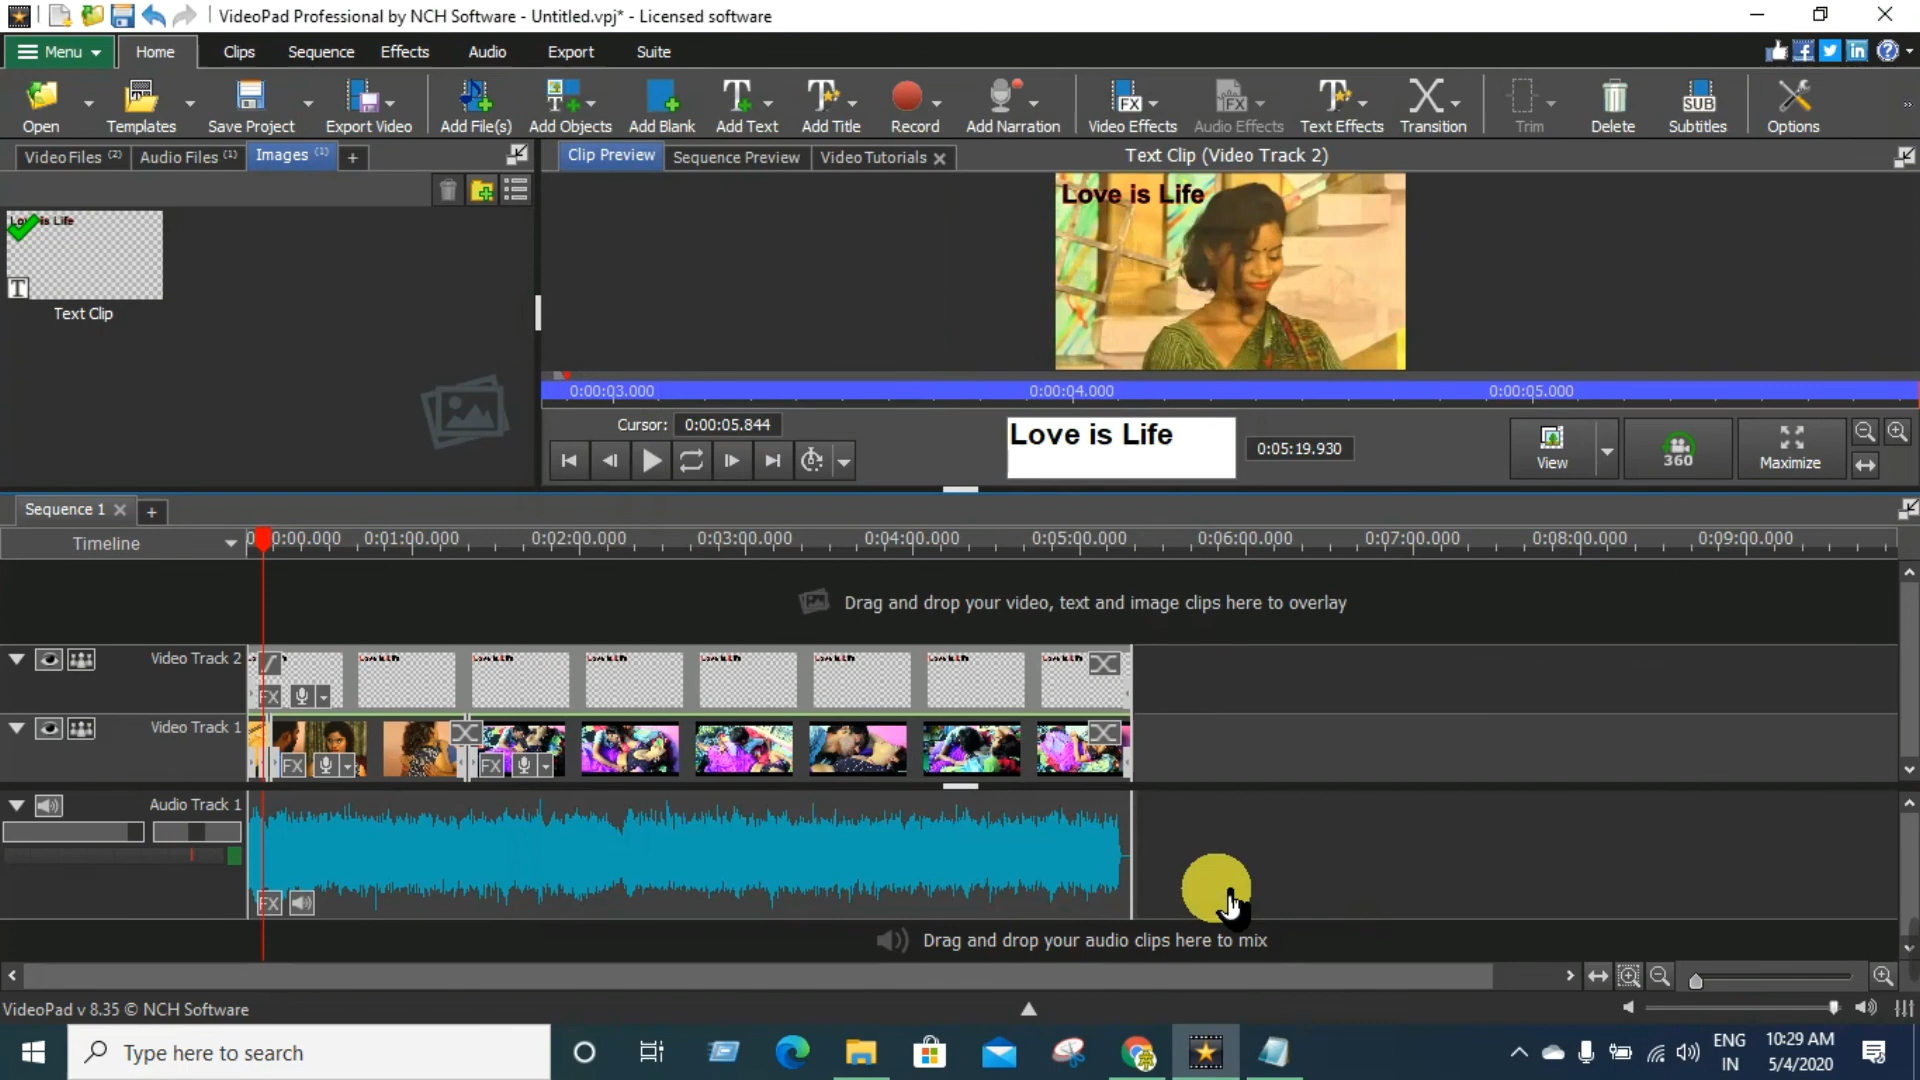 VideoPad Professional by NCH Software - Untitled.vpj* - Licensed software
Menu Home Clips Sequence Effects Audio Export Suite
Open Templates Save Project Export Video Add File(s) Add Objects Add Blank Add Text Add Title Record Add Narration Video Effects Audio Effects Text Effects Transition Trim Delete Subtitles Options
Video Files (2) Audio Files (1) Images (1) + Clip Preview Sequence Preview Video Tutorials Text Clip (Video Track 2)
Love is Life
Text Clip
Love is Life
0:00:03.000 0:00:04.000 0:00:05.000
Cursor: 0:00:05.844
Love is Life
0:05:19.930
View 360 Maximize
Sequence 1 +
Timeline 0:00:00.000 0:01:00.000 0:02:00.000 0:03:00.000 0:04:00.000 0:05:00.000 0:06:00.000 0:07:00.000 0:08:00.000 0:09:00.000
Drag and drop your video, text and image clips here to overlay
Video Track 2
FX
Video Track 1
FX FX
Audio Track 1
FX
Drag and drop your audio clips here to mix
VideoPad v 8.35 © NCH Software
Type here to search
ENG
IN
10:29 AM
5/4/2020